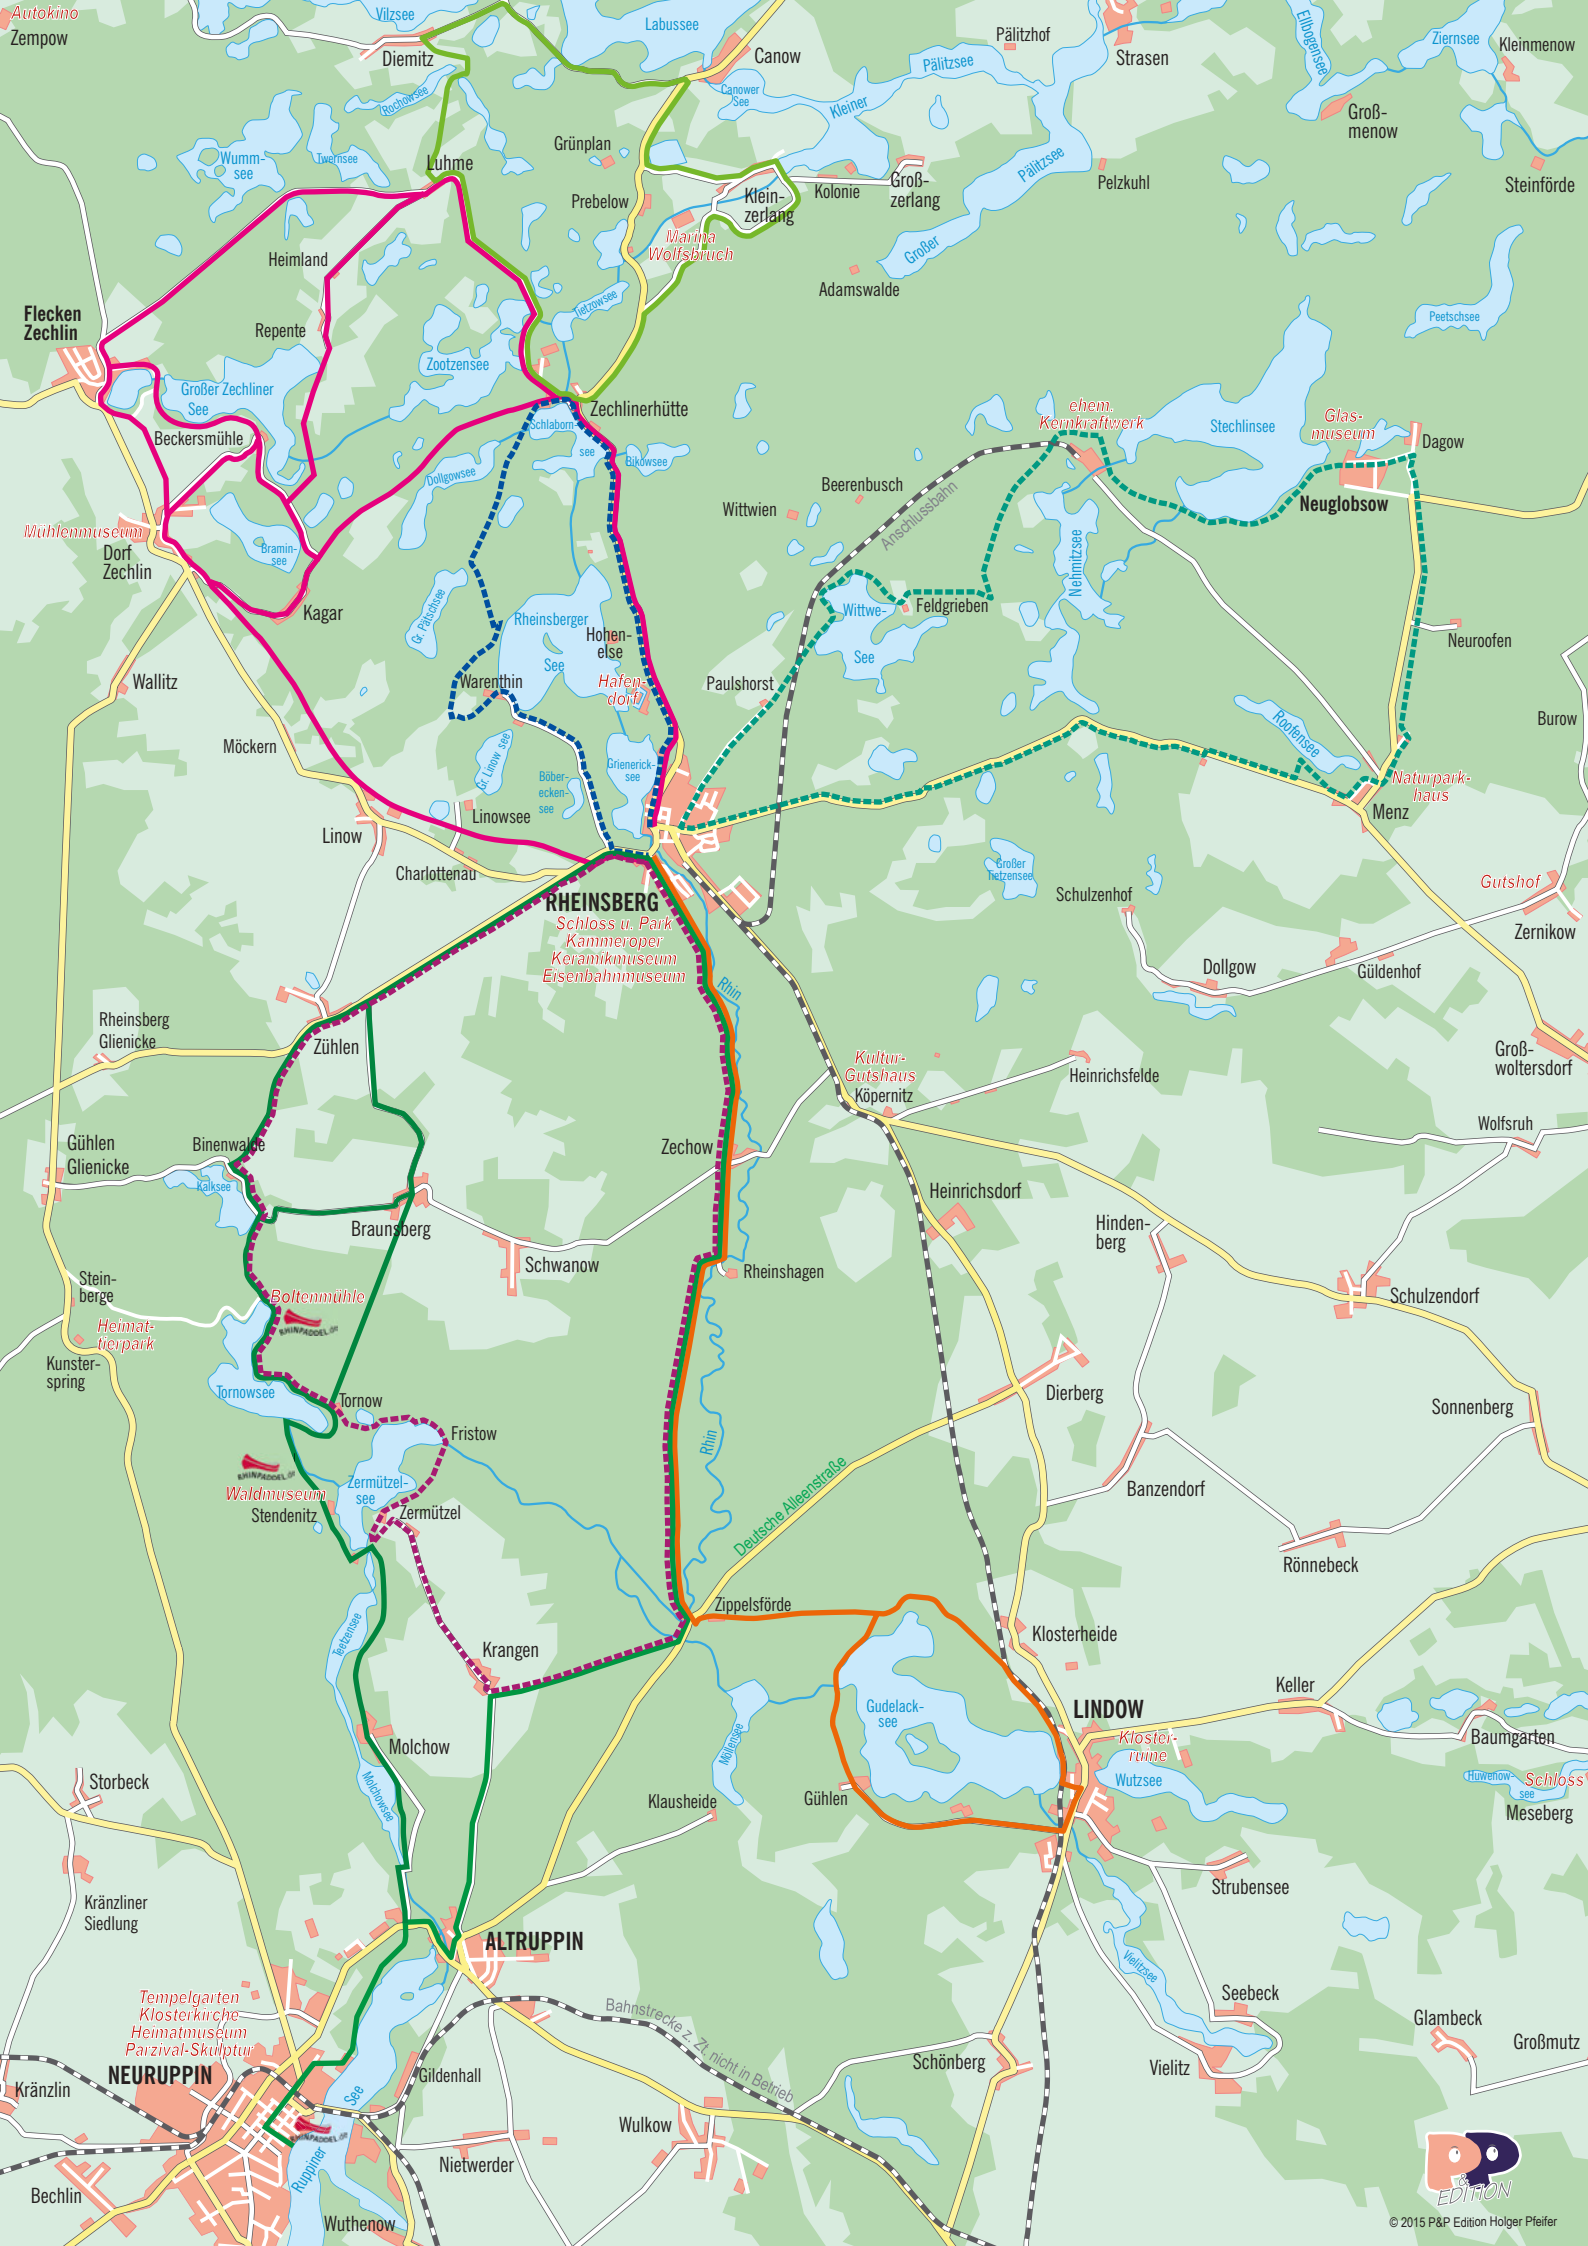 Autokino
Zempow
Vilzsee
Diemitz
Labussee
Canow
Pälitzhof
Strasen
Ellbogensee
Ziernsee
Kleinmenow
Rochowsee
Canower
See
Kleiner
Pälitzsee
Groß-
menow
Wumm-
see
Twernsee
Luhme
Grünplan
Prebelow
Klein-
zerlang
Kolonie
Groß-
zerlang
Pälitzsee
Pelzkuhl
Steinförde
Heimland
Marina
Wolfsbruch
Großer
Adamswalde
Flecken
Zechlin
Repente
Tietzowsee
Peetschsee
Großer Zechliner
See
Zootzensee
Zechlinerhütte
Beckersmühle
Schlaborn-
see
Bikowsee
Dollgowsee
ehem.
Kernkraftwerk
Stechlinsee
Glas-
museum
Dagow
Neuglobsow
Beerenbusch
Wittwien
Anschlussbahn
Mühlenmuseum
Dorf
Zechlin
Bramin-
see
Nehmitzsee
Kagar
Gr. Pätschsee
Rheinsberger
See
Hohen-
else
Wittwe-
See
Feldgrieben
Neuroofen
Wallitz
Warenthin
Hafen-
dorf
Paulshorst
Burow
Möckern
Gr. Linow see
Böber-
ecken-
see
Grienerick-
see
Roofensee
Naturpark-
haus
Menz
Linowsee
Linow
Charlottenau
Großer
Tietzensee
Schulzenhof
Gutshof
Zernikow
RHEINSBERG
Schloss u. Park
Kammeroper
Keramikmuseum
Eisenbahnmuseum
Dollgow
Güldenhof
Rhin
Rheinsberg
Glienicke
Zühlen
Kultur-
Gutshaus
Köpernitz
Heinrichsfelde
Groß-
woltersdorf
Wolfsruh
Gühlen
Glienicke
Binenwalde
Kalksee
Zechow
Braunsberg
Heinrichsdorf
Hinden-
berg
Schwanow
Rheinshagen
Stein-
berge
Heimat-
tierpark
Boltenmühle
RHINPADDEL.de
Schulzendorf
Kunster-
spring
Tornowsee
Tornow
Dierberg
Sonnenberg
Fristow
Rhin
RHINPADDEL.de
Waldmuseum
Stendenitz
Zermützel-
see
Zermützel
Deutsche Alleenstraße
Banzendorf
Rönnebeck
Zippelsförde
Teetzensee
Krangen
Klosterheide
Keller
Gudelack-
see
LINDOW
Kloster-
ruine
Baumgarten
Molchow
Möllensee
Wutzsee
Huwenow-
see
Schloss
Meseberg
Storbeck
Molchowsee
Klausheide
Gühlen
Strubensee
Kränzliner
Siedlung
ALTRUPPIN
Vielitzsee
Seebeck
Tempelgarten
Klosterkirche
Heimatmuseum
Parzival-Skulptur
Bahnstrecke z. Zt. nicht in Betrieb
Glambeck
Großmutz
NEURUPPIN
Kränzlin
See
Gildenhall
Schönberg
Vielitz
RHINPADDEL.de
Wulkow
Ruppiner
Nietwerder
Bechlin
Wuthenow
P&P
EDITION
© 2015 P&P Edition Holger Pfeifer